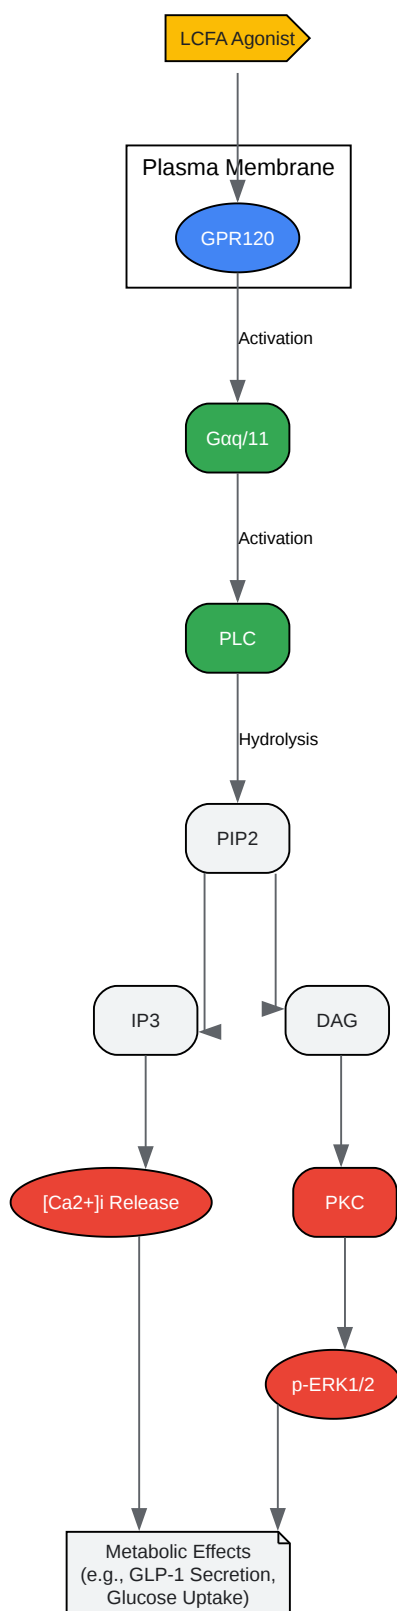 LCFA Agonist
Plasma Membrane
GPR120
Activation
Gαq/11
Activation
PLC
Hydrolysis
PIP2
IP3
DAG
[Ca2+]i Release
PKC
p-ERK1/2
Metabolic Effects
(e.g., GLP-1 Secretion,
Glucose Uptake)